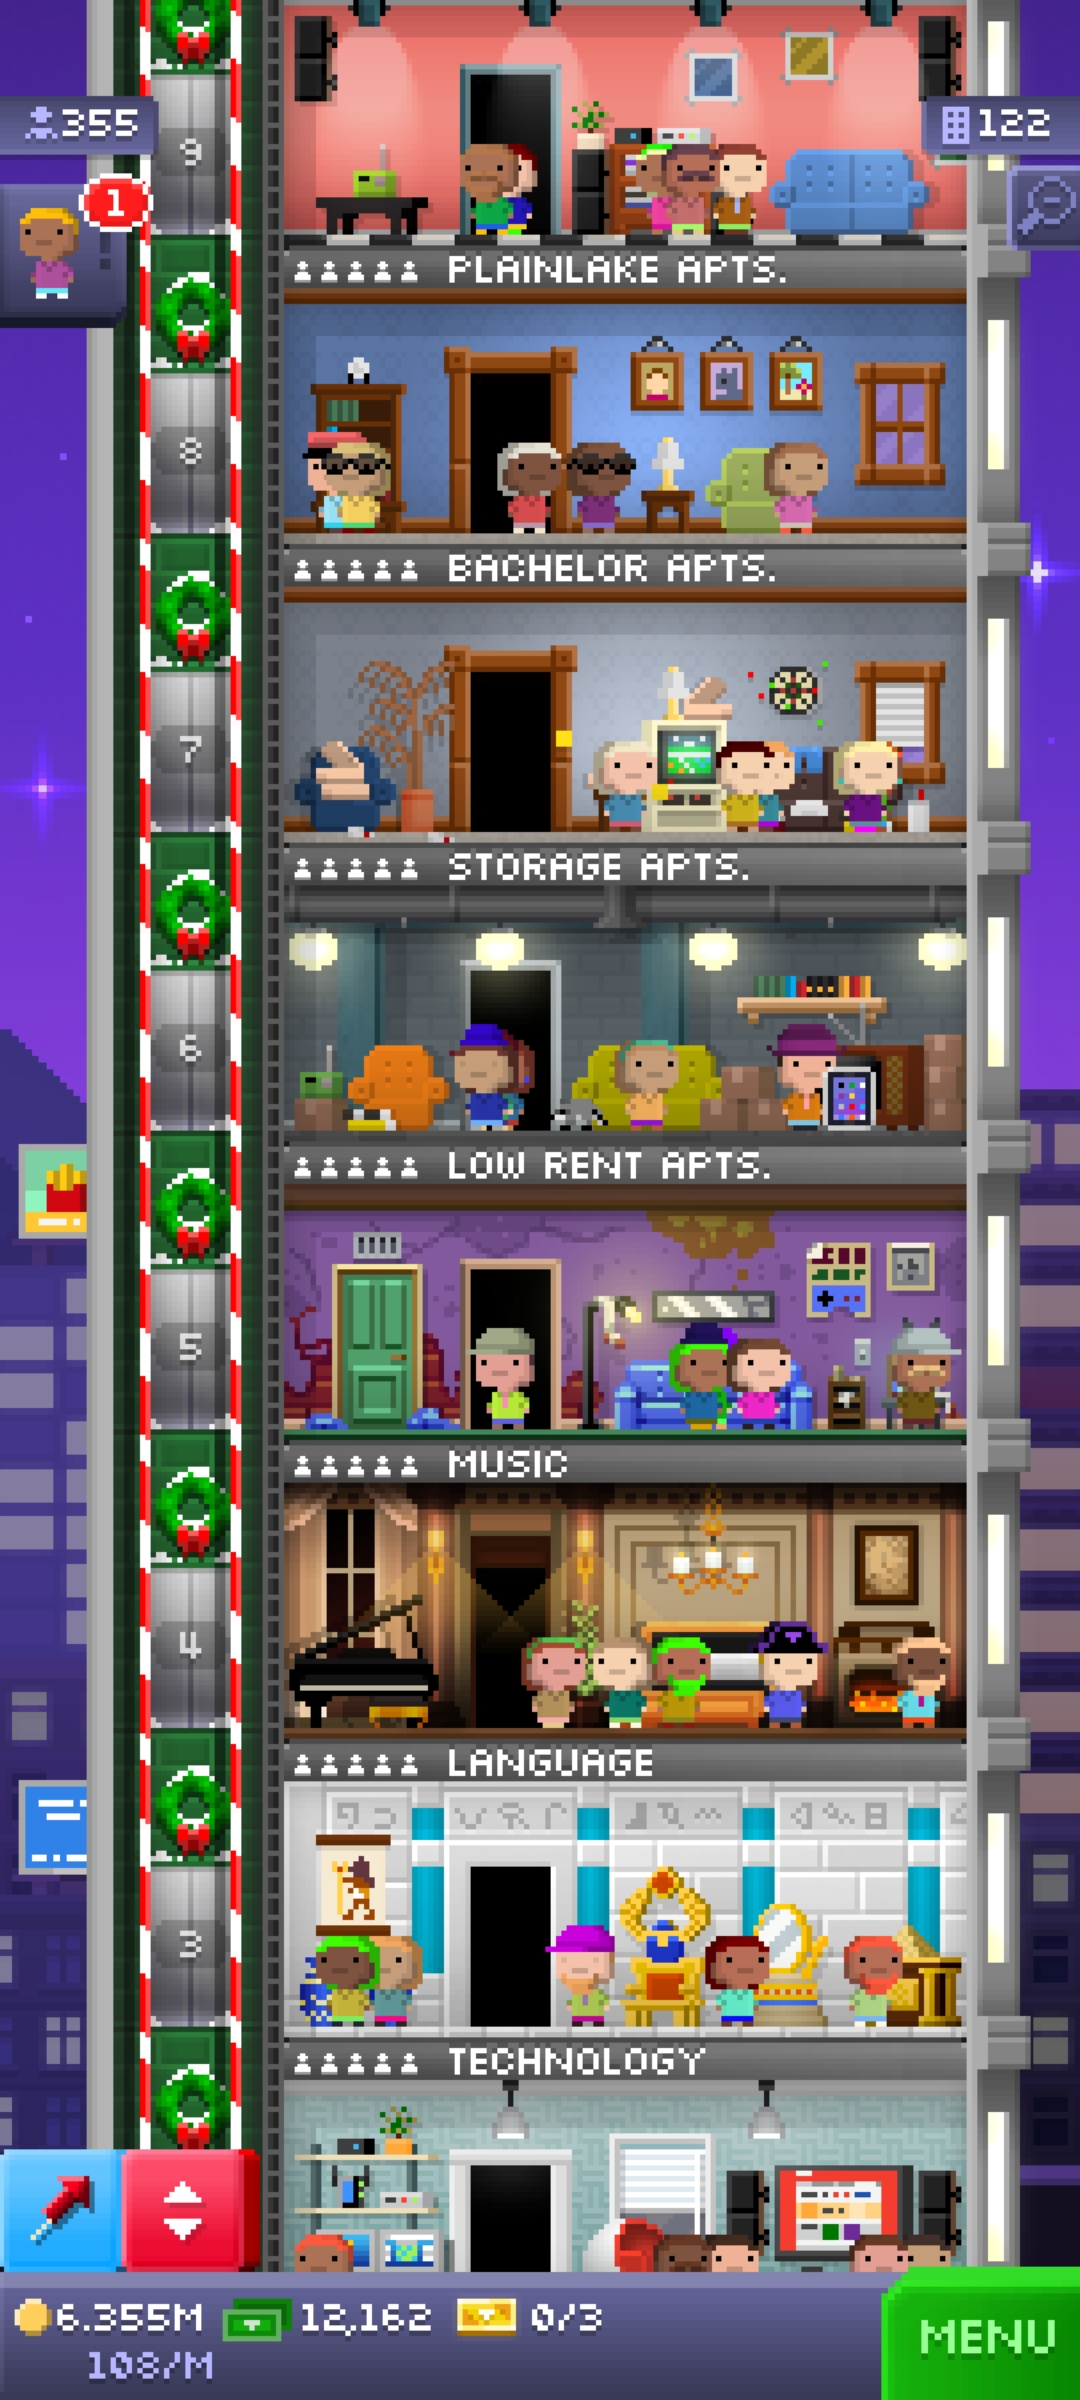 355
122
1
9
PLAINLAKE APTS.
8
BACHELOR APTS.
7
STORAGE APTS.
6
LOW RENT APTS.
5
MUSIC
4
LANGUAGE
3
TECHNOLOGY
6.355M 12,162 0/3
108/M
MENU